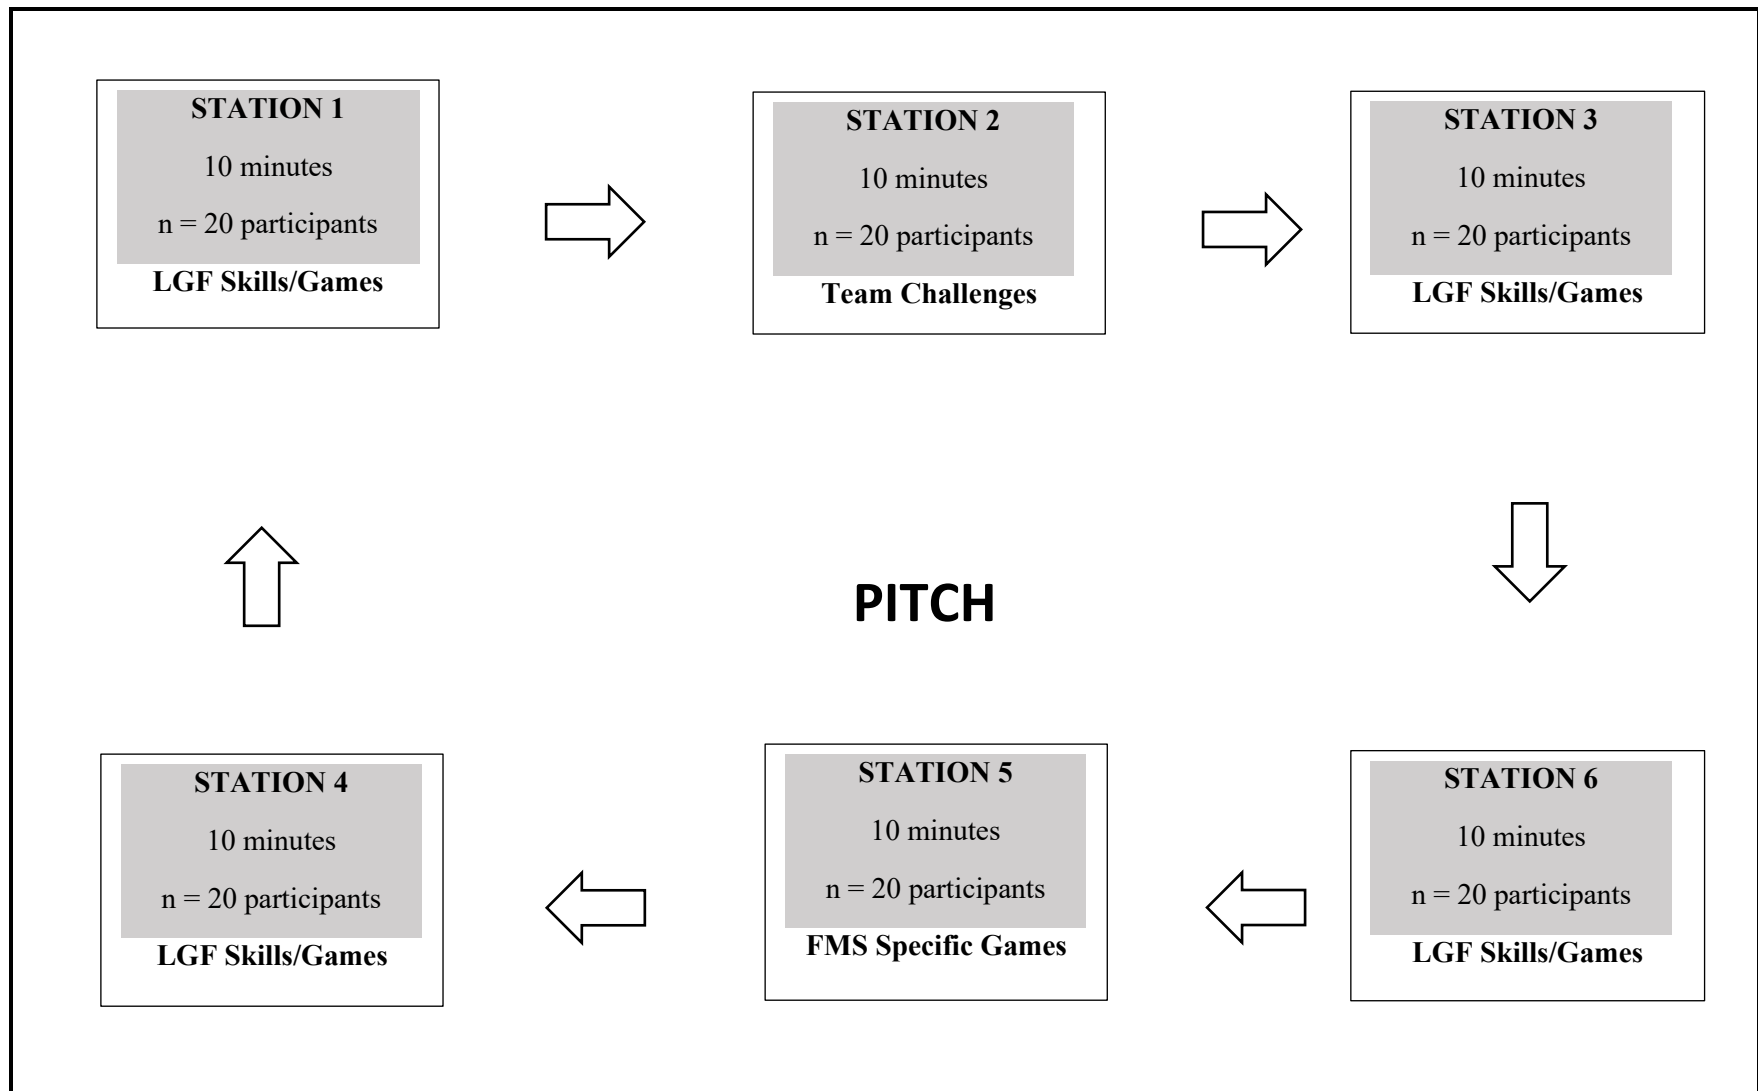 STATION 1
10 minutes
n = 20 participants
LGF Skills/Games
STATION 2
10 minutes
n = 20 participants
Team Challenges
STATION 3
10 minutes
n = 20 participants
LGF Skills/Games
PITCH
STATION 4
10 minutes
n = 20 participants
LGF Skills/Games
STATION 5
10 minutes
n = 20 participants
FMS Specific Games
STATION 6
10 minutes
n = 20 participants
LGF Skills/Games